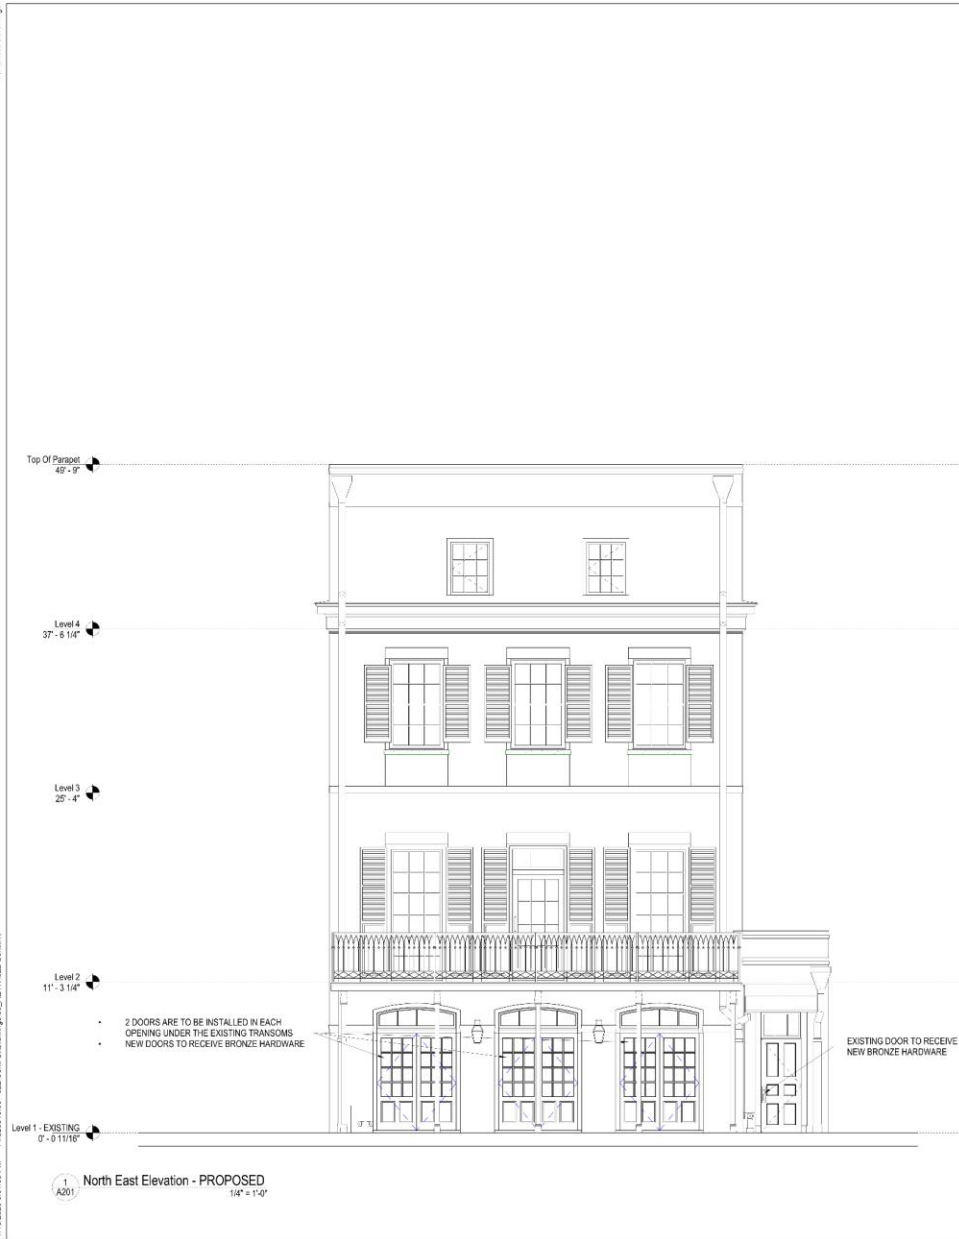 Top Of Parapet
49' - 9"
Level 4
37' - 6 1/4"
Level 3
25' - 4"
Level 2
11' - 3 1/4"
• 2 DOORS ARE TO BE INSTALLED IN EACH
OPENING UNDER THE EXISTING TRANSOMS
• NEW DOORS TO RECEIVE BRONZE HARDWARE
EXISTING DOOR TO RECEIVE
NEW BRONZE HARDWARE
Level 1 - EXISTING
0' - 0 11/16"
1
A201
North East Elevation - PROPOSED
1/4" = 1'-0"